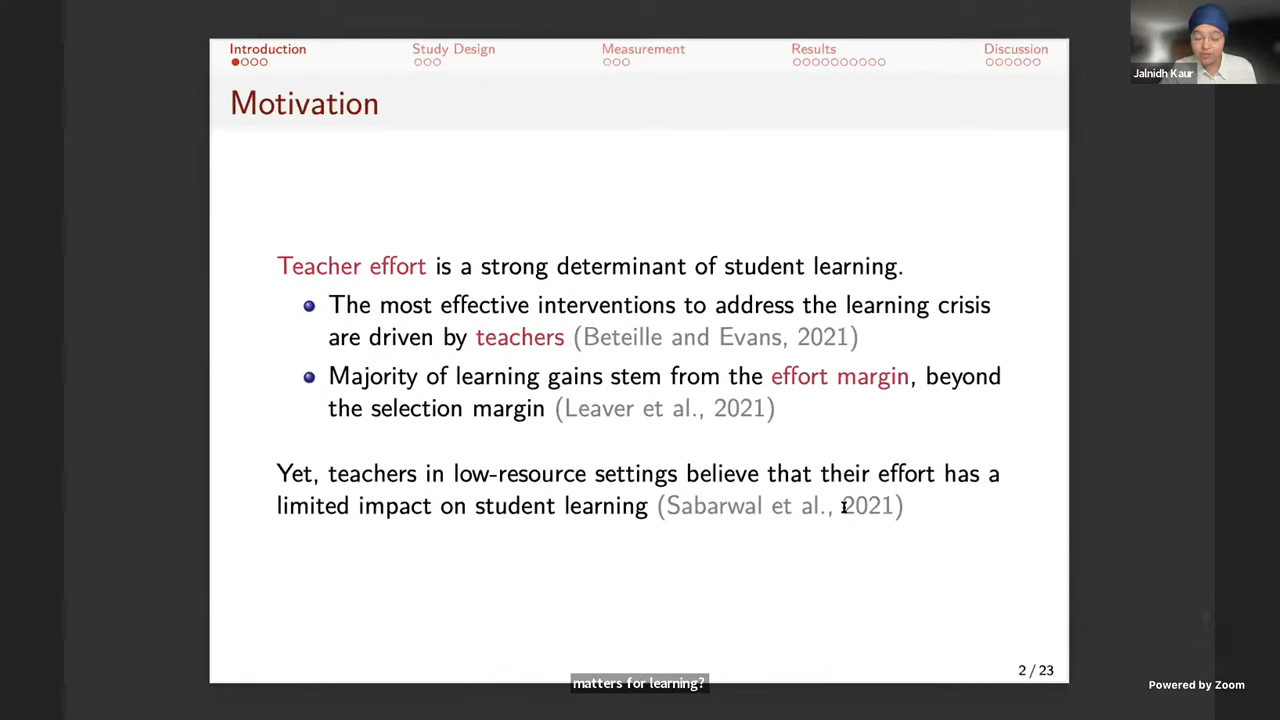 Introduction
Study Design
Measurement
Results
Discussion
Jalnidh Kaur
Motivation
Teacher effort is a strong determinant of student learning.
The most effective interventions to address the learning crisis
are driven by teachers (Beteille and Evans, 2021)
Majority of learning gains stem from the effort margin, beyond
the selection margin (Leaver et al., 2021)
Yet, teachers in low-resource settings believe that their effort has a
limited impact on student learning (Sabarwal et al., 2021)
2 / 23
matters for learning?
Powered by Zoom